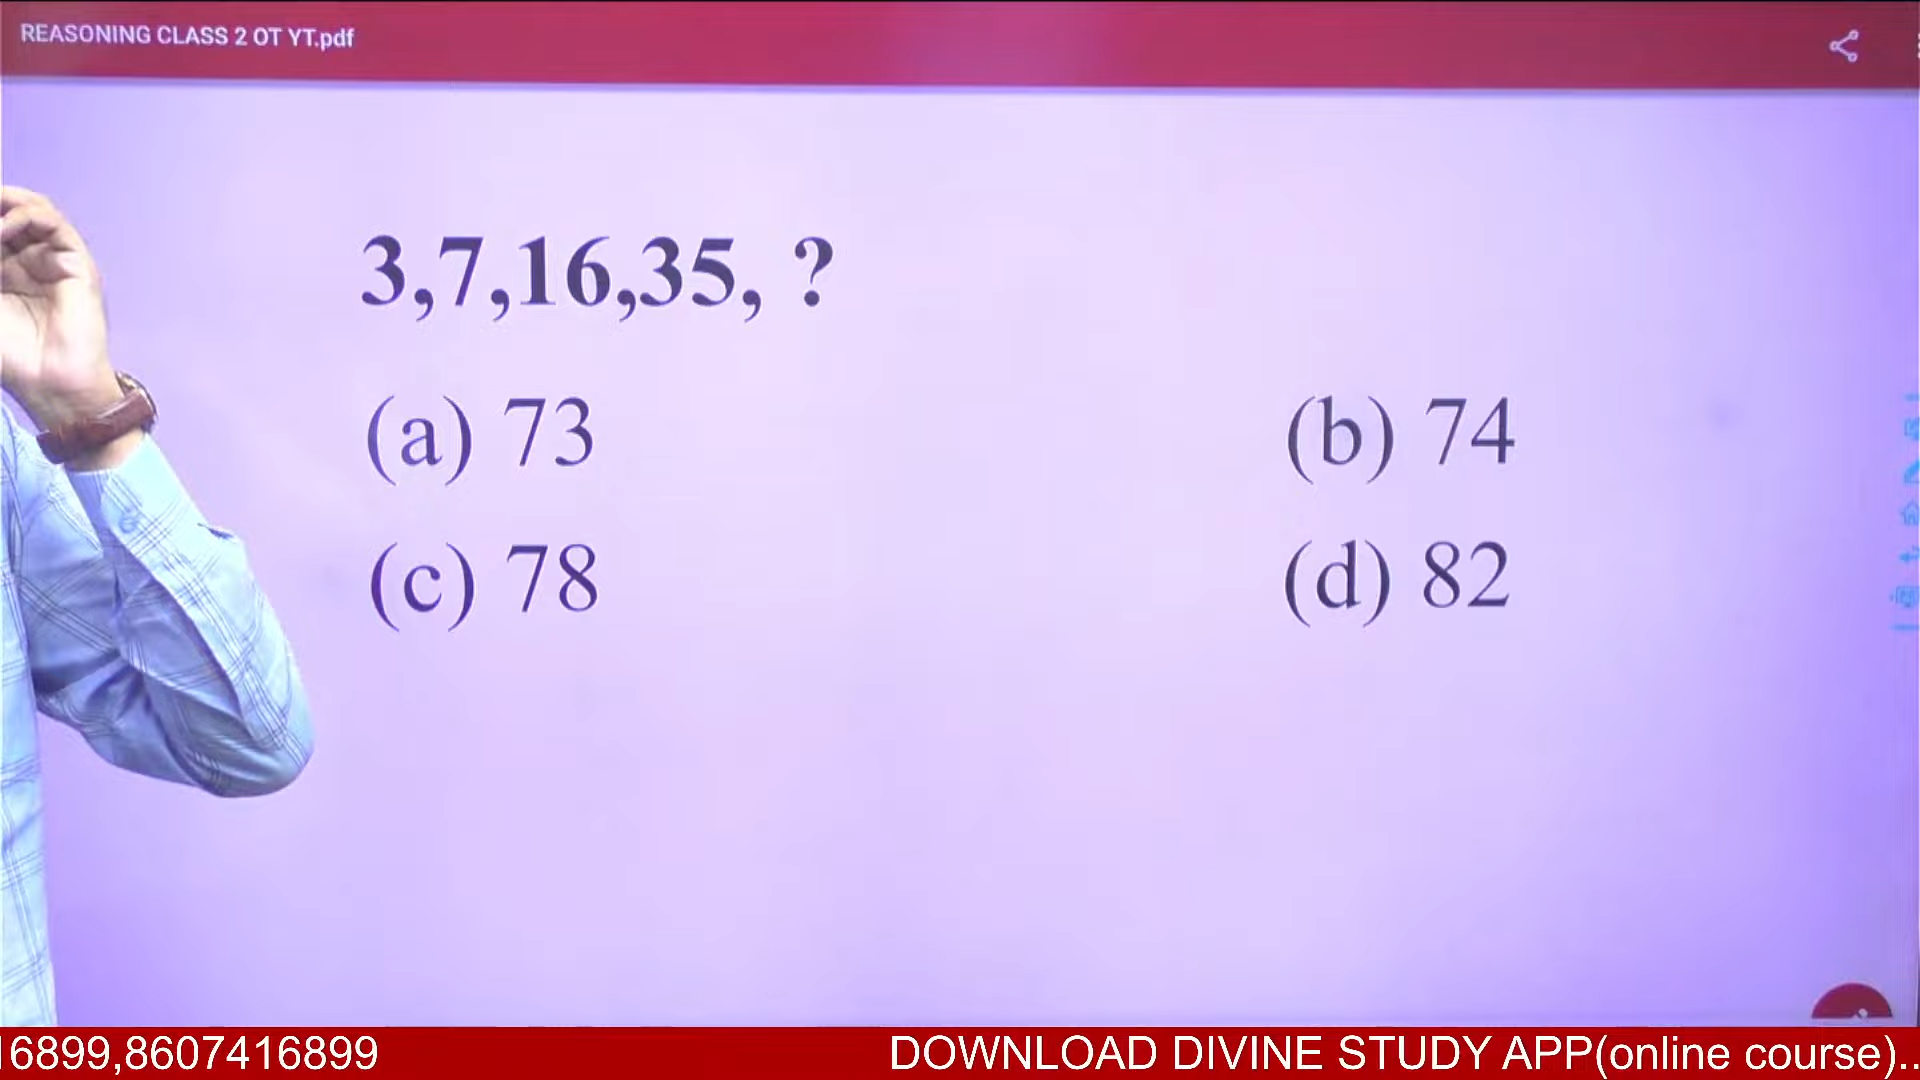 REASONING CLASS 2 OT YT.pdf
3,7,16,35, ?
(a) 73
(b) 74
(c) 78
(d) 82
6899,8607416899
DOWNLOAD DIVINE STUDY APP(online course)..